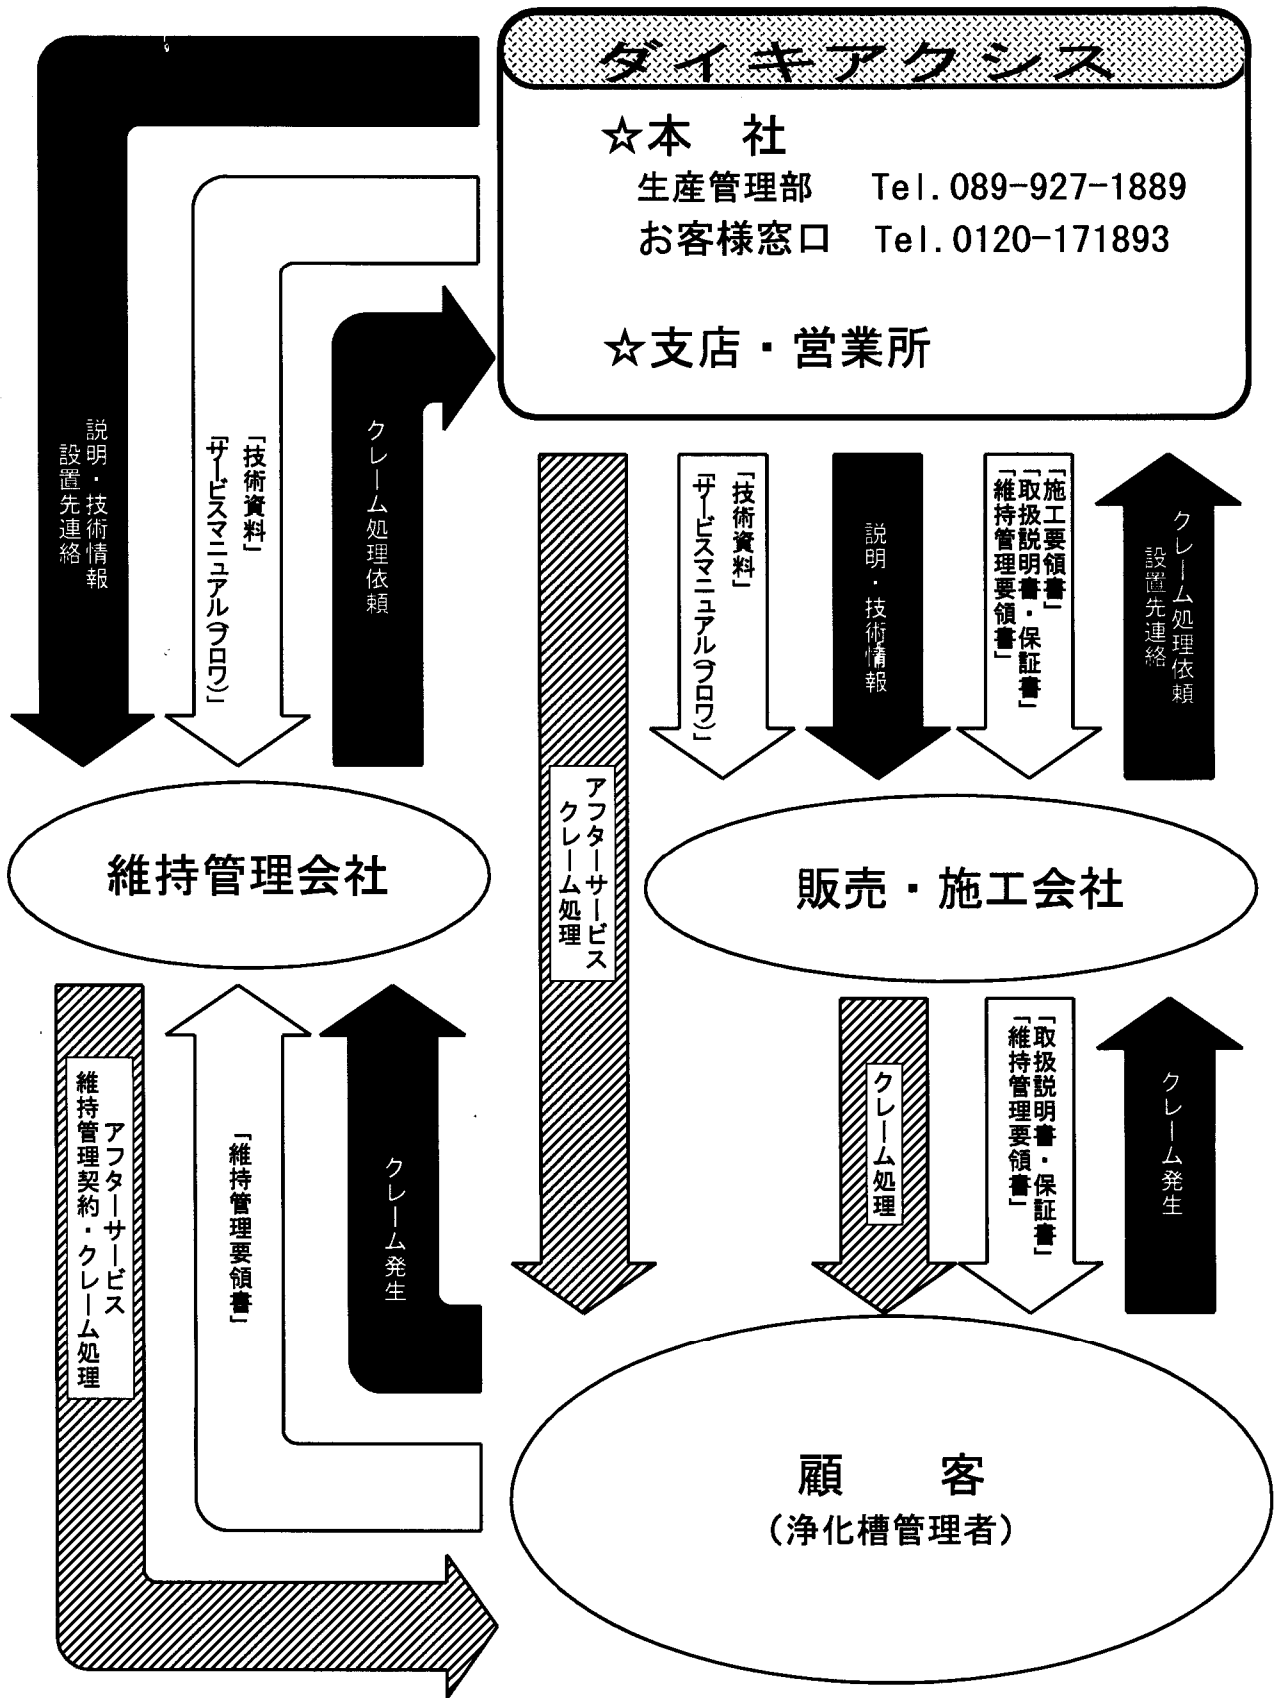 ダイキアクシス
☆本　社
生産管理部　Tel.089-927-1889
お客様窓口　Tel.0120-171893
☆支店・営業所
説明・技術情報
設置先連絡
「技術資料」
「サービスマニュアル(ブロワ)」
クレーム処理依頼
アフターサービス
クレーム処理
「技術資料」
「サービスマニュアル(ブロワ)」
説明・技術情報
「施工要領書」
「取扱説明書・保証書」
「維持管理要領書」
クレーム処理依頼
設置先連絡
維持管理会社
販売・施工会社
アフターサービス
維持管理契約・クレーム処理
「維持管理要領書」
クレーム発生
クレーム処理
「取扱説明書・保証書」
「維持管理要領書」
クレーム発生
顧　客
(浄化槽管理者)